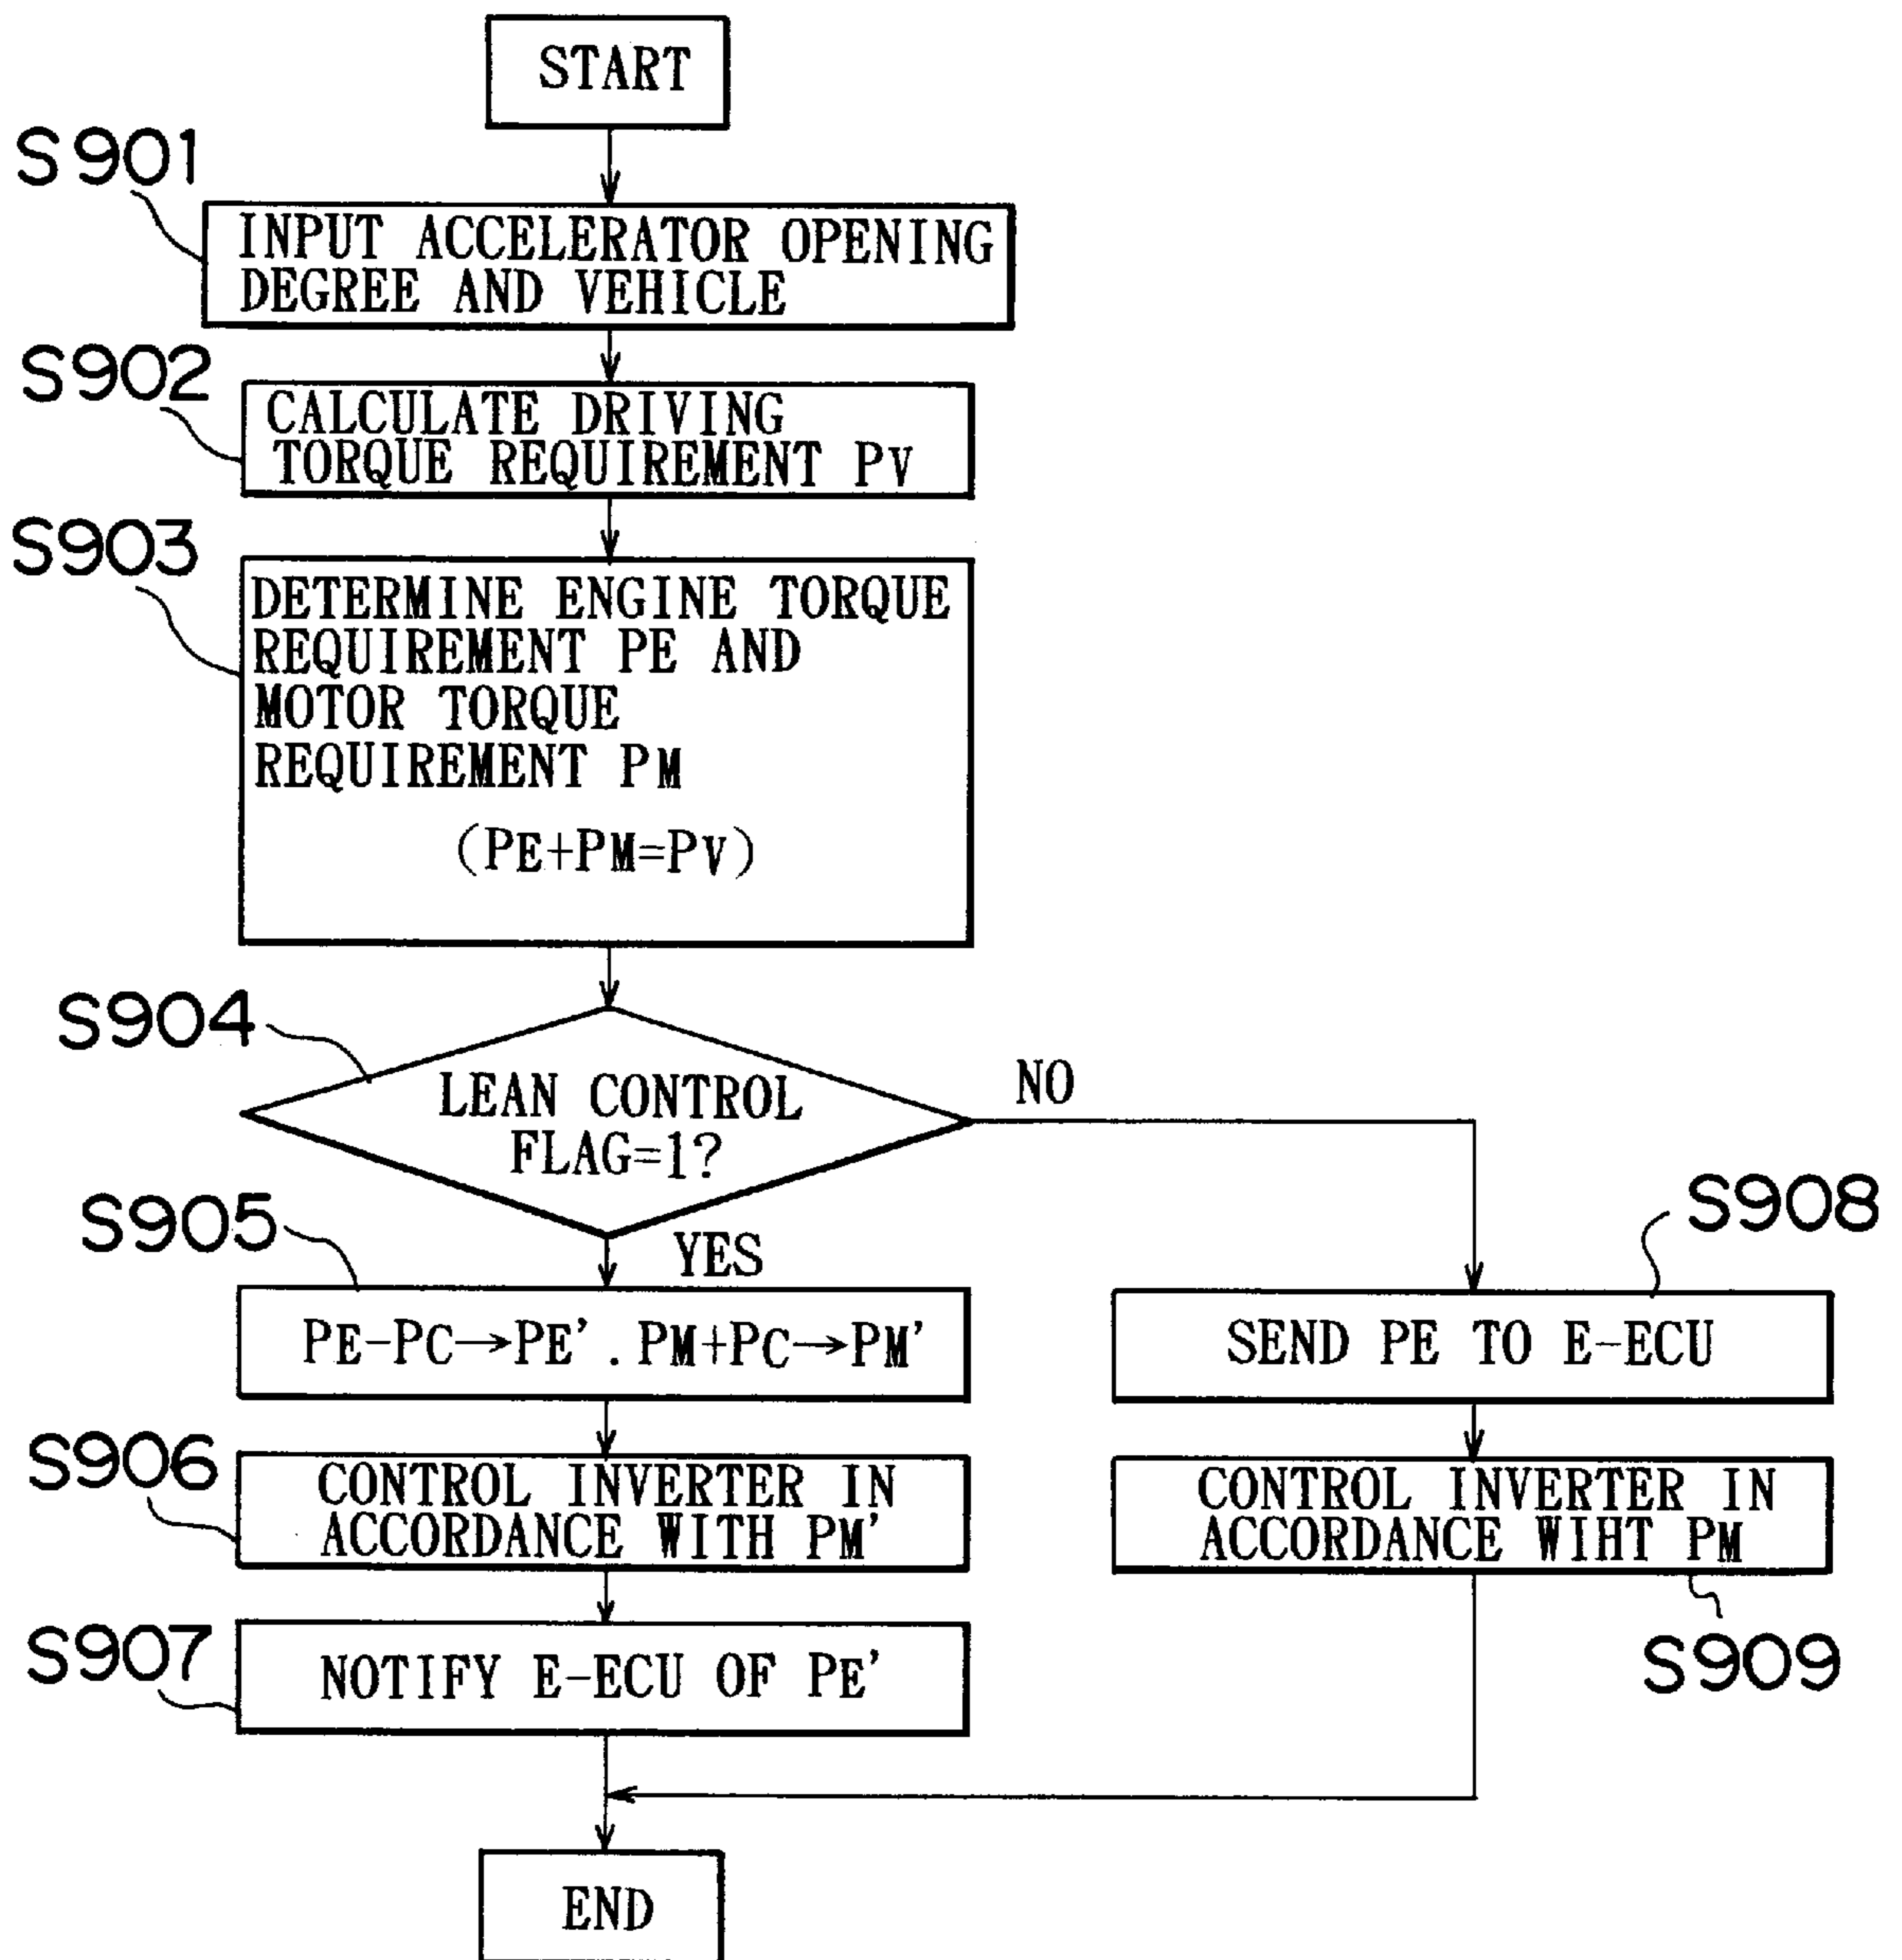 START
S901
INPUT ACCELERATOR OPENING
DEGREE AND VEHICLE
S902
CALCULATE DRIVING
TORQUE REQUIREMENT PV
S903
DETERMINE ENGINE TORQUE
REQUIREMENT PE AND
MOTOR TORQUE
REQUIREMENT PM
(PE+PM=PV)
S904
LEAN CONTROL
FLAG=1?
NO
YES
S905
PE-PC→PE'.PM+PC→PM'
S908
SEND PE TO E-ECU
S906
CONTROL INVERTER IN
ACCORDANCE WITH PM'
CONTROL INVERTER IN
ACCORDANCE WIHT PM
S909
S907
NOTIFY E-ECU OF PE'
END